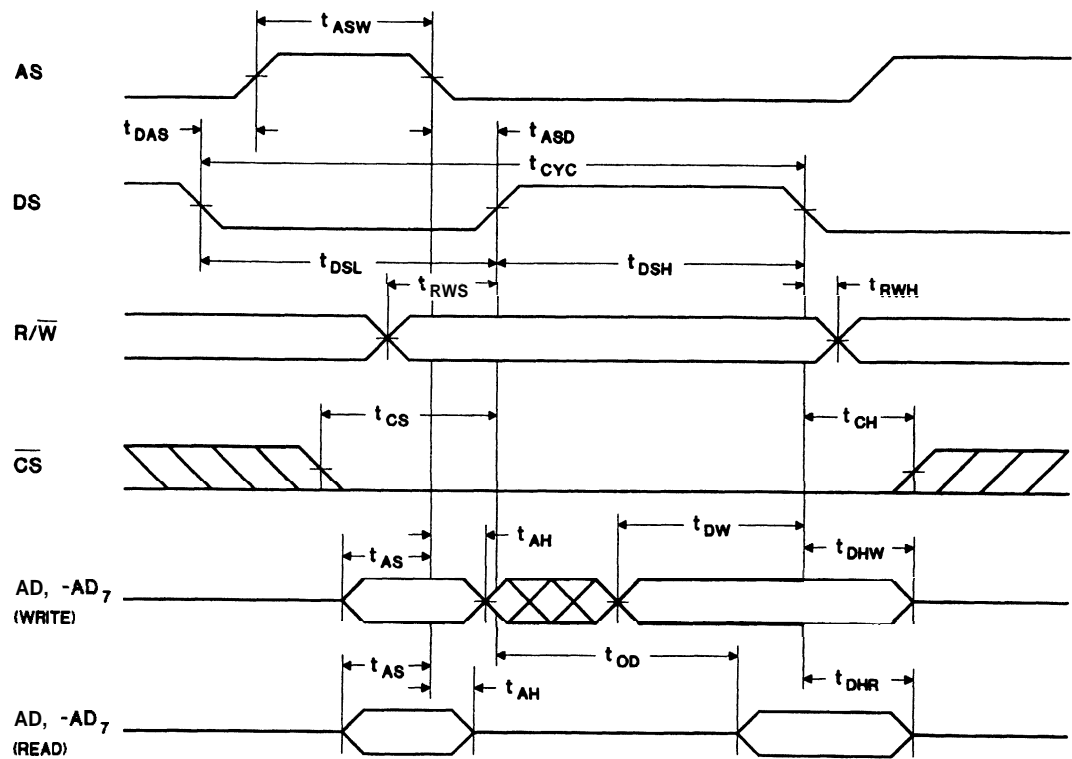 t ASW
AS
t DAS
t ASD
t CYC
DS
t DSL
t DSH
t RWS
t RWH
R/W̅
t CS
t CH
C̅S̅
t DW
t AH
t AS
t DHW
AD, -AD 7
(WRITE)
t AS
t OD
t AH
t DHR
AD, -AD 7
(READ)